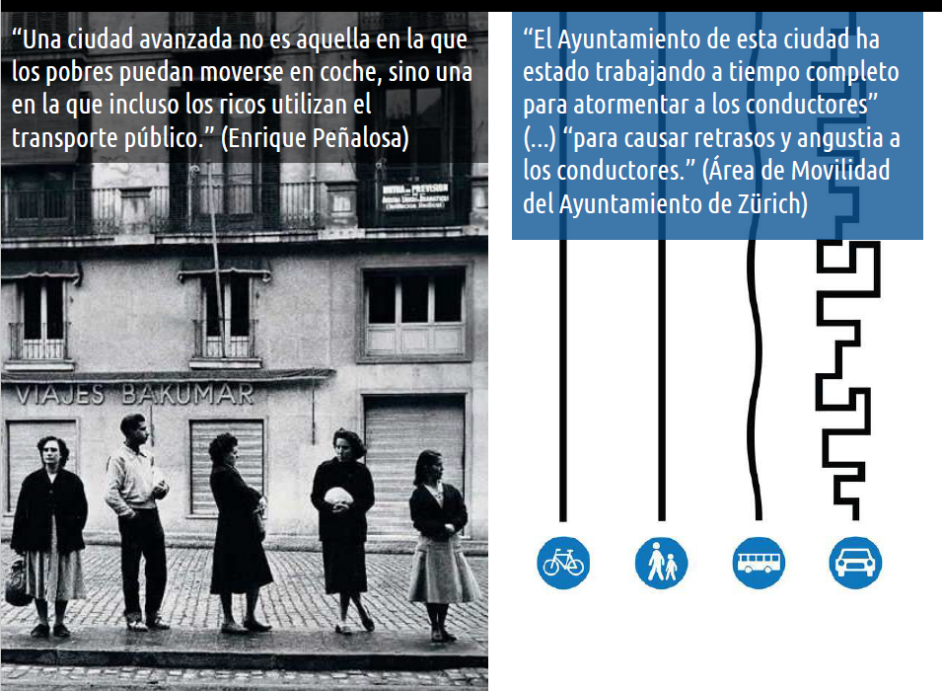 “Una ciudad avanzada no es aquella en la que
los pobres puedan moverse en coche, sino una
en la que incluso los ricos utilizan el
transporte público.” (Enrique Peñalosa)
VIAJES BAKUMAR
“El Ayuntamiento de esta ciudad ha
estado trabajando a tiempo completo
para atormentar a los conductores”
(...) “para causar retrasos y angustia a
los conductores.” (Área de Movilidad
del Ayuntamiento de Zürich)